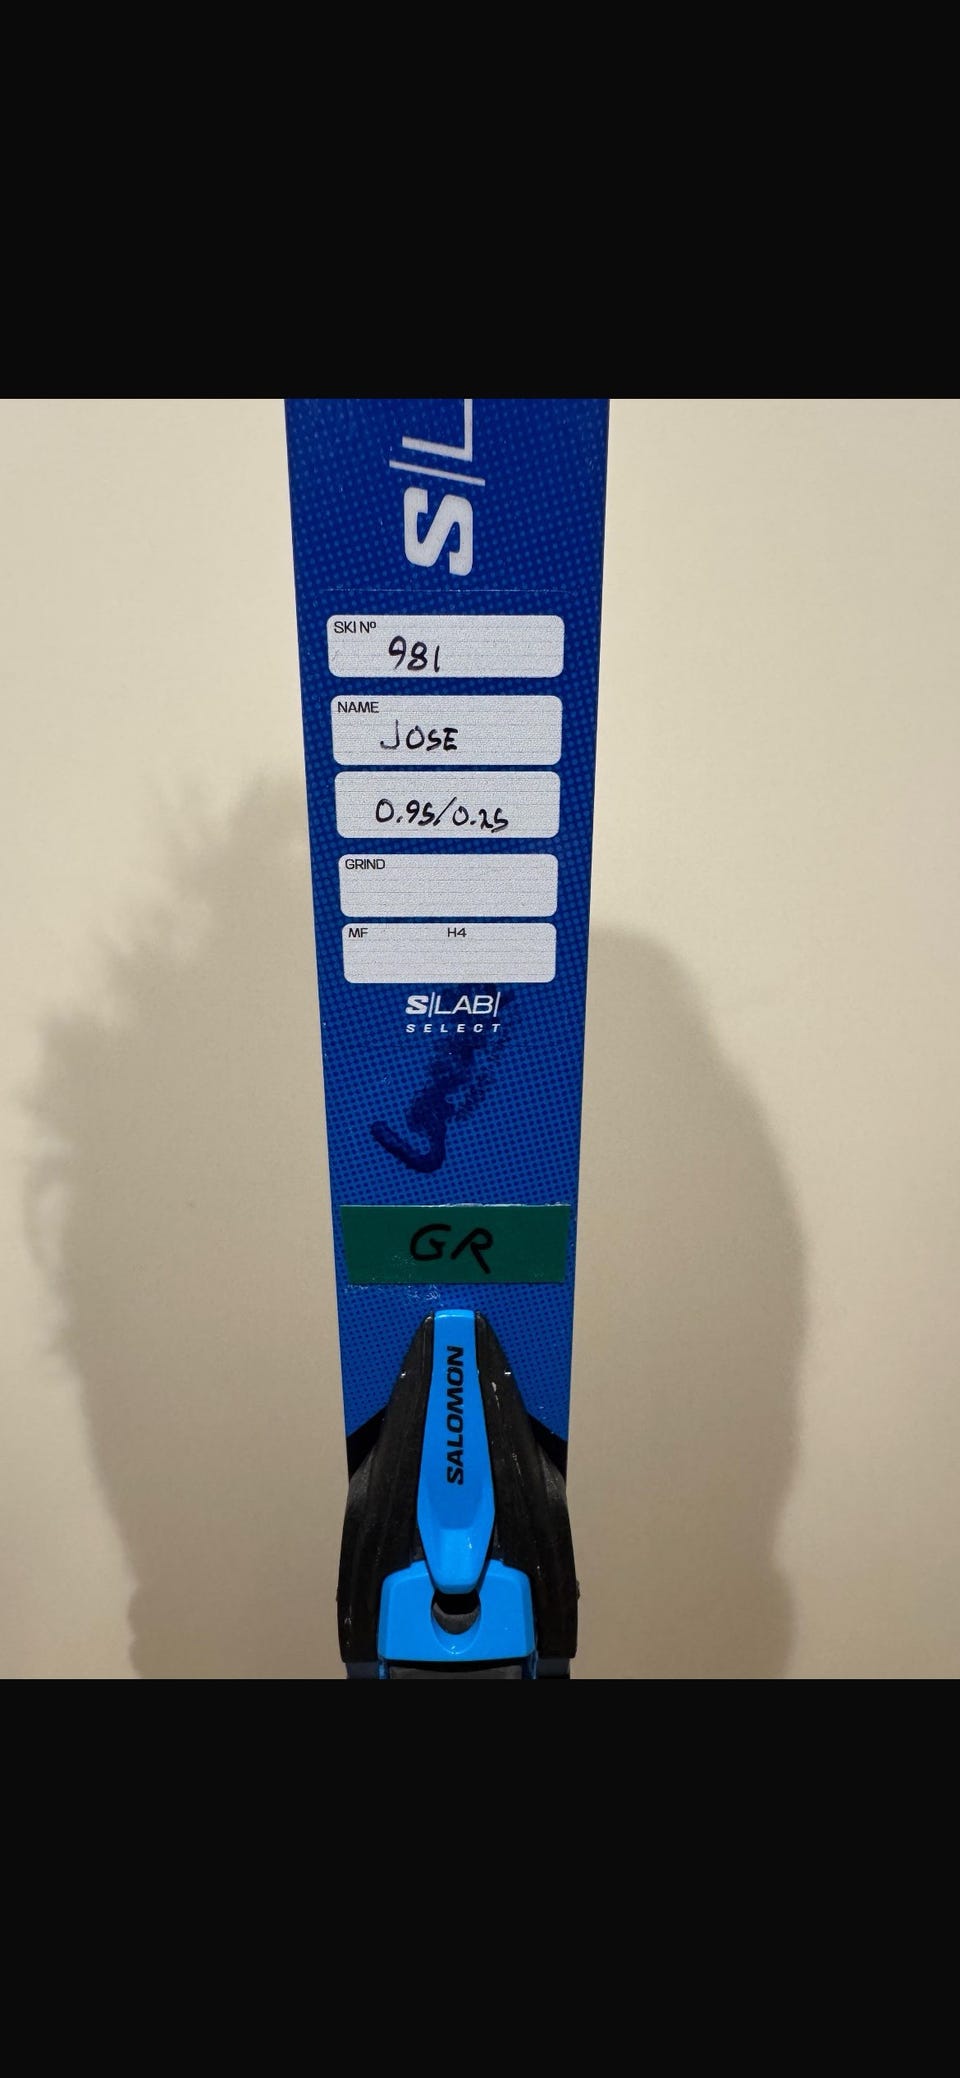 S/L
SKI Nº 981
NAME JOSE
0.95/0.25
GRIND
MF H4
S/LAB/
SELECT
GR
SALOMON